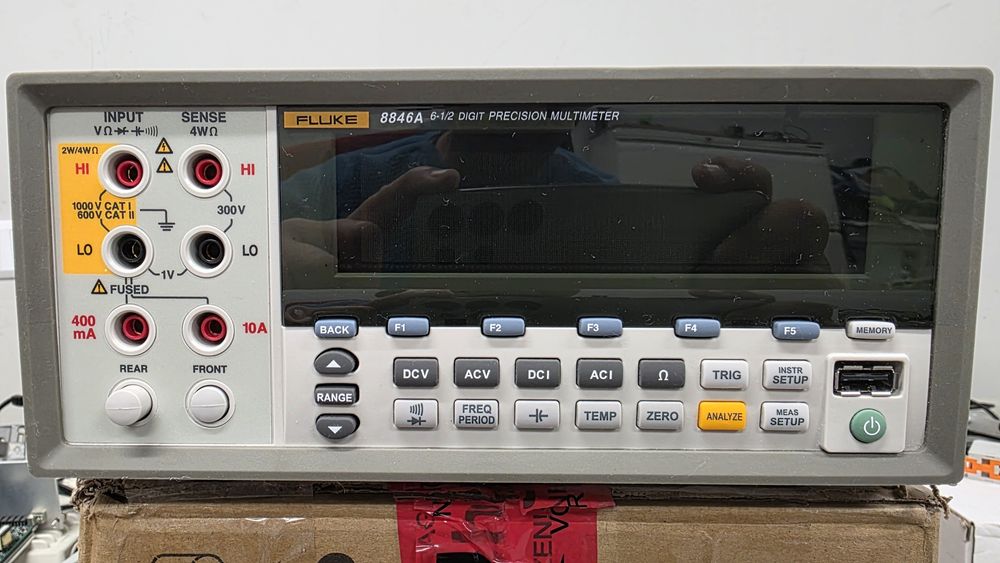 FLUKE 8846A 6-1/2 DIGIT PRECISION MULTIMETER
INPUT SENSE
VΩ 4WΩ
2W/4WΩ
HI HI
1000 V CAT I
600 V CAT II
300 V
LO LO
1V
FUSED
400
mA
10A
REAR FRONT
BACK F1 F2 F3 F4 F5 MEMORY
DCV ACV DCI ACI Ω TRIG INSTR
SETUP
RANGE
FREQ
PERIOD
TEMP ZERO ANALYZE MEAS
SETUP